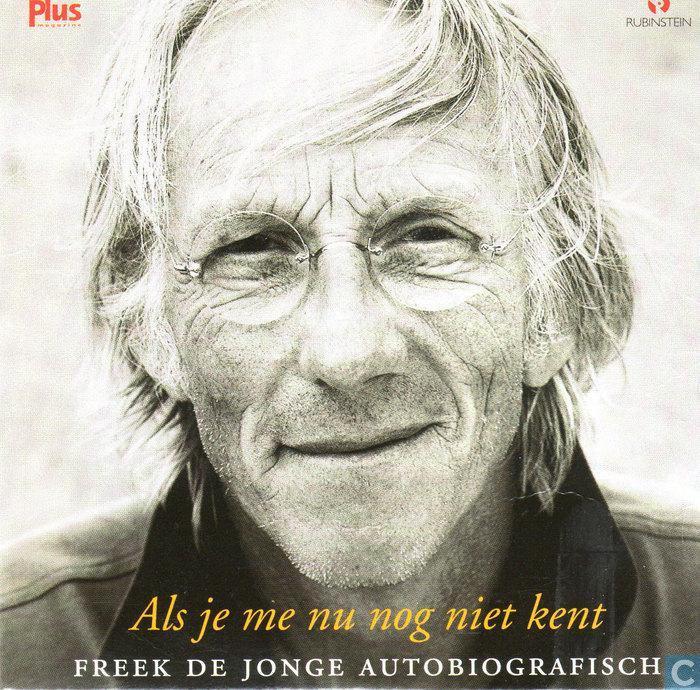 Plus
magazine
RUBINSTEIN
Als je me nu nog niet kent
FREEK DE JONGE AUTOBIOGRAFISCH
C